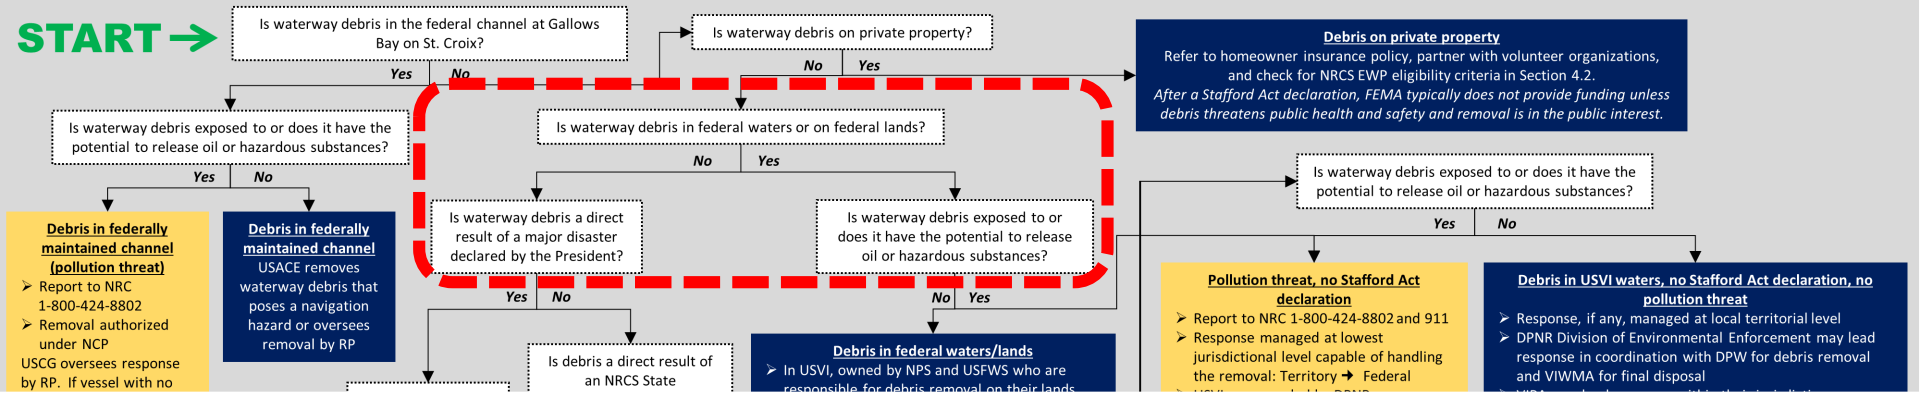 START
Is waterway debris in the federal channel at Gallows
Bay on St. Croix?
Yes
No
Is waterway debris on private property?
No
Yes
Debris on private property
Refer to homeowner insurance policy, partner with volunteer organizations,
and check for NRCS EWP eligibility criteria in Section 4.2.
After a Stafford Act declaration, FEMA typically does not provide funding unless
debris threatens public health and safety and removal is in the public interest.
Is waterway debris exposed to or does it have the
potential to release oil or hazardous substances?
Yes
No
Is waterway debris in federal waters or on federal lands?
No
Yes
Is waterway debris exposed to or does it have the
potential to release oil or hazardous substances?
Yes
No
Debris in federally
maintained channel
(pollution threat)
➢ Report to NRC
1-800-424-8802
➢ Removal authorized
under NCP
USCG oversees response
by RP. If vessel with no
Debris in federally
maintained channel
USACE removes
waterway debris that
poses a navigation
hazard or oversees
removal by RP
Is waterway debris a direct
result of a major disaster
declared by the President?
Yes
No
Is waterway debris exposed to or
does it have the potential to release
oil or hazardous substances?
No
Yes
Is debris a direct result of
an NRCS State
Debris in federal waters/lands
➢ In USVI, owned by NPS and USFWS who are
responsible for debris removal on their lands
Pollution threat, no Stafford Act
declaration
➢ Report to NRC 1-800-424-8802 and 911
➢ Response managed at lowest
jurisdictional level capable of handling
the removal: Territory ➔ Federal
Debris in USVI waters, no Stafford Act declaration, no
pollution threat
➢ Response, if any, managed at local territorial level
➢ DPNR Division of Environmental Enforcement may lead
response in coordination with DPW for debris removal
and VIWMA for final disposal